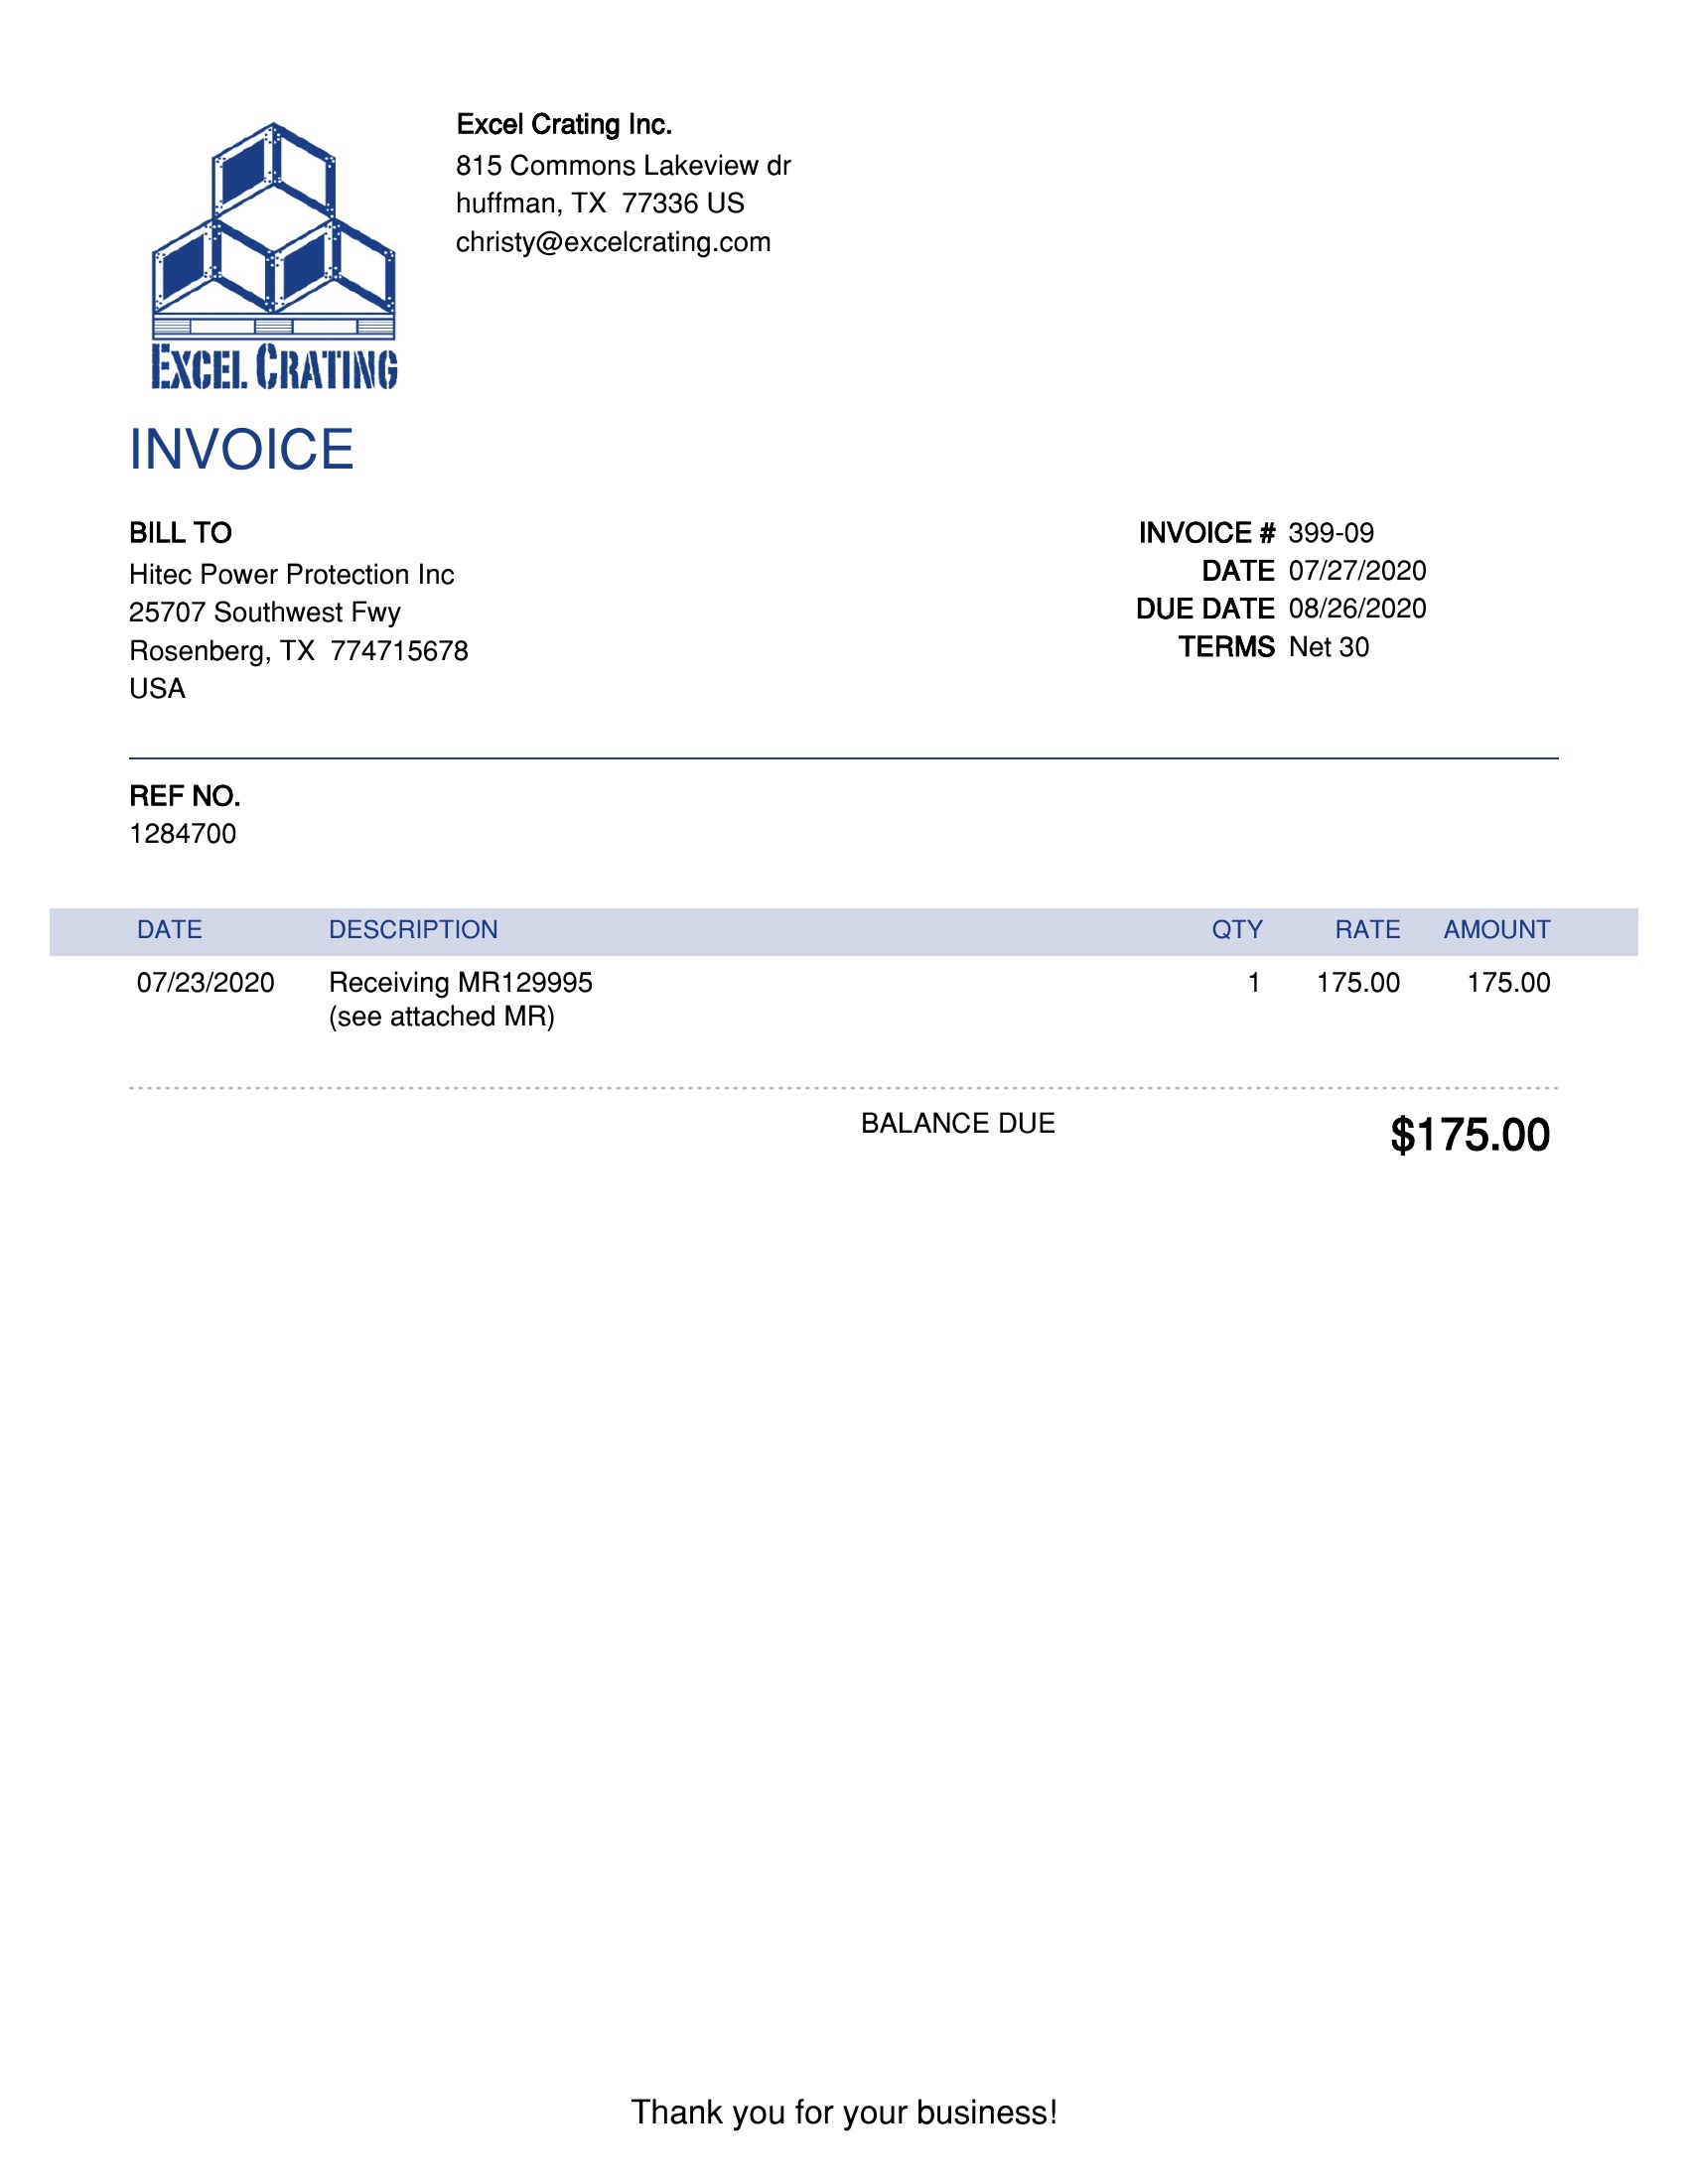 Excel Crating Inc.
815 Commons Lakeview dr
huffman, TX  77336 US
christy@excelcrating.com
EXCEL CRATING
INVOICE
BILL TO
Hitec Power Protection Inc
25707 Southwest Fwy
Rosenberg, TX  774715678
USA
INVOICE # 399-09
DATE 07/27/2020
DUE DATE 08/26/2020
TERMS Net 30
REF NO.
1284700
DATE DESCRIPTION QTY RATE AMOUNT
07/23/2020 Receiving MR129995 1 175.00 175.00
(see attached MR)
BALANCE DUE $175.00
Thank you for your business!